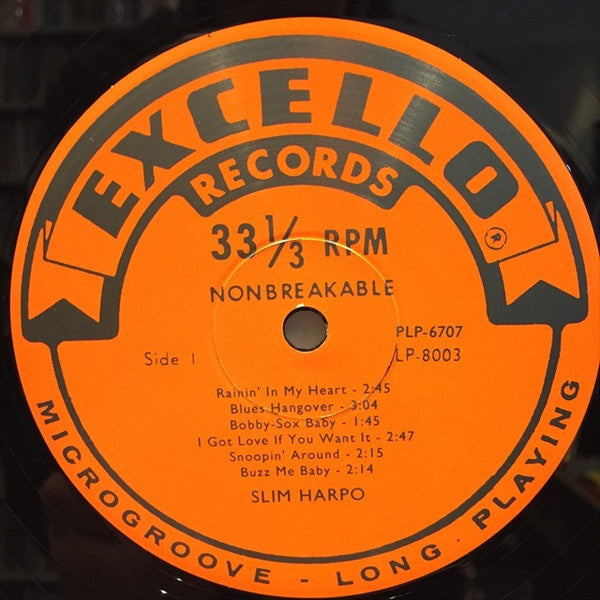 EXCELLO®
RECORDS
33 1/3 RPM
NONBREAKABLE
PLP-6707
Side 1 LP-8003
Rainin' In My Heart - 2:45
Blues Hangover - 3:04
Bobby-Sox Baby - 1:45
I Got Love If You Want It - 2:47
Snoopin' Around - 2:15
Buzz Me Baby - 2:14
SLIM HARPO
MICROGROOVE - LONG PLAYING